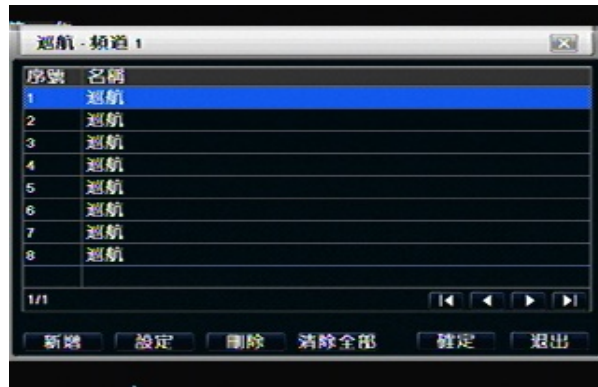 巡航 - 頻道 1
序號 名稱
1 巡航
2 巡航
3 巡航
4 巡航
5 巡航
6 巡航
7 巡航
8 巡航
1/1
新增 設定 刪除 清除全部 確定 退出